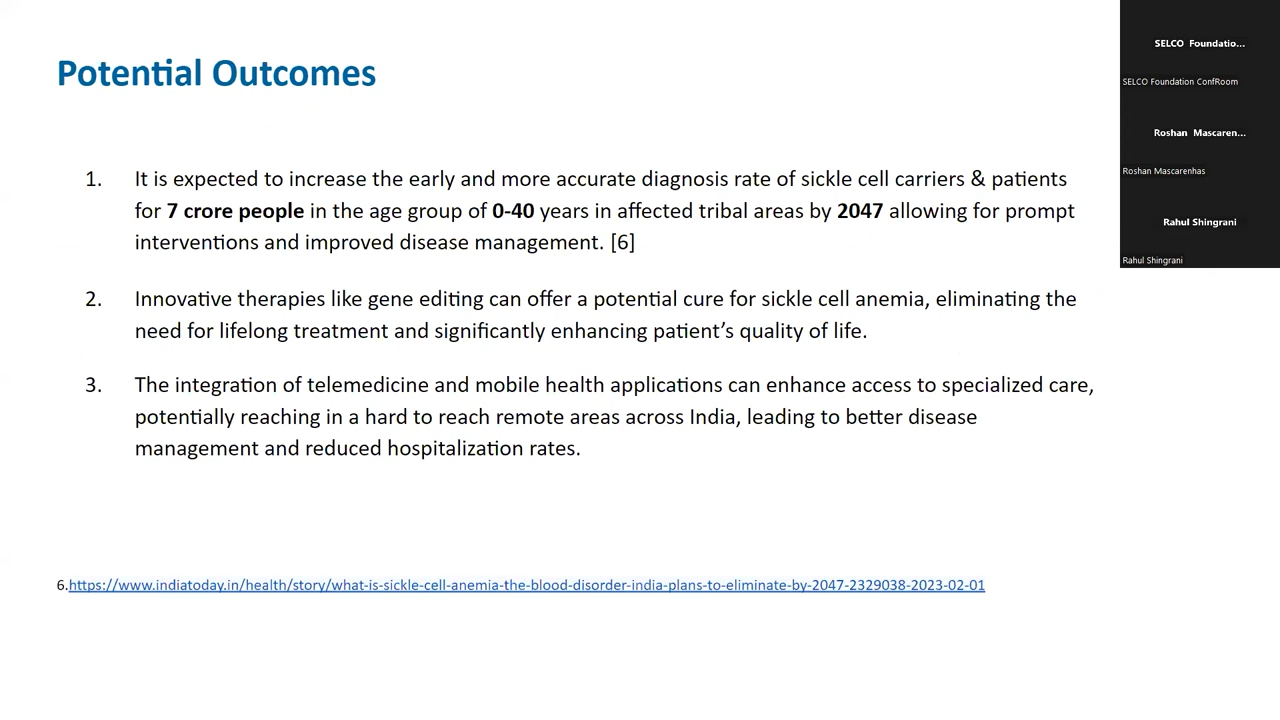 Potential Outcomes
1. It is expected to increase the early and more accurate diagnosis rate of sickle cell carriers & patients
for 7 crore people in the age group of 0-40 years in affected tribal areas by 2047 allowing for prompt
interventions and improved disease management. [6]
2. Innovative therapies like gene editing can offer a potential cure for sickle cell anemia, eliminating the
need for lifelong treatment and significantly enhancing patient’s quality of life.
3. The integration of telemedicine and mobile health applications can enhance access to specialized care,
potentially reaching in a hard to reach remote areas across India, leading to better disease
management and reduced hospitalization rates.
6.https://www.indiatoday.in/health/story/what-is-sickle-cell-anemia-the-blood-disorder-india-plans-to-eliminate-by-2047-2329038-2023-02-01
SELCO Foundatio...
SELCO Foundation ConfRoom
Roshan Mascaren...
Roshan Mascarenhas
Rahul Shingrani
Rahul Shingrani